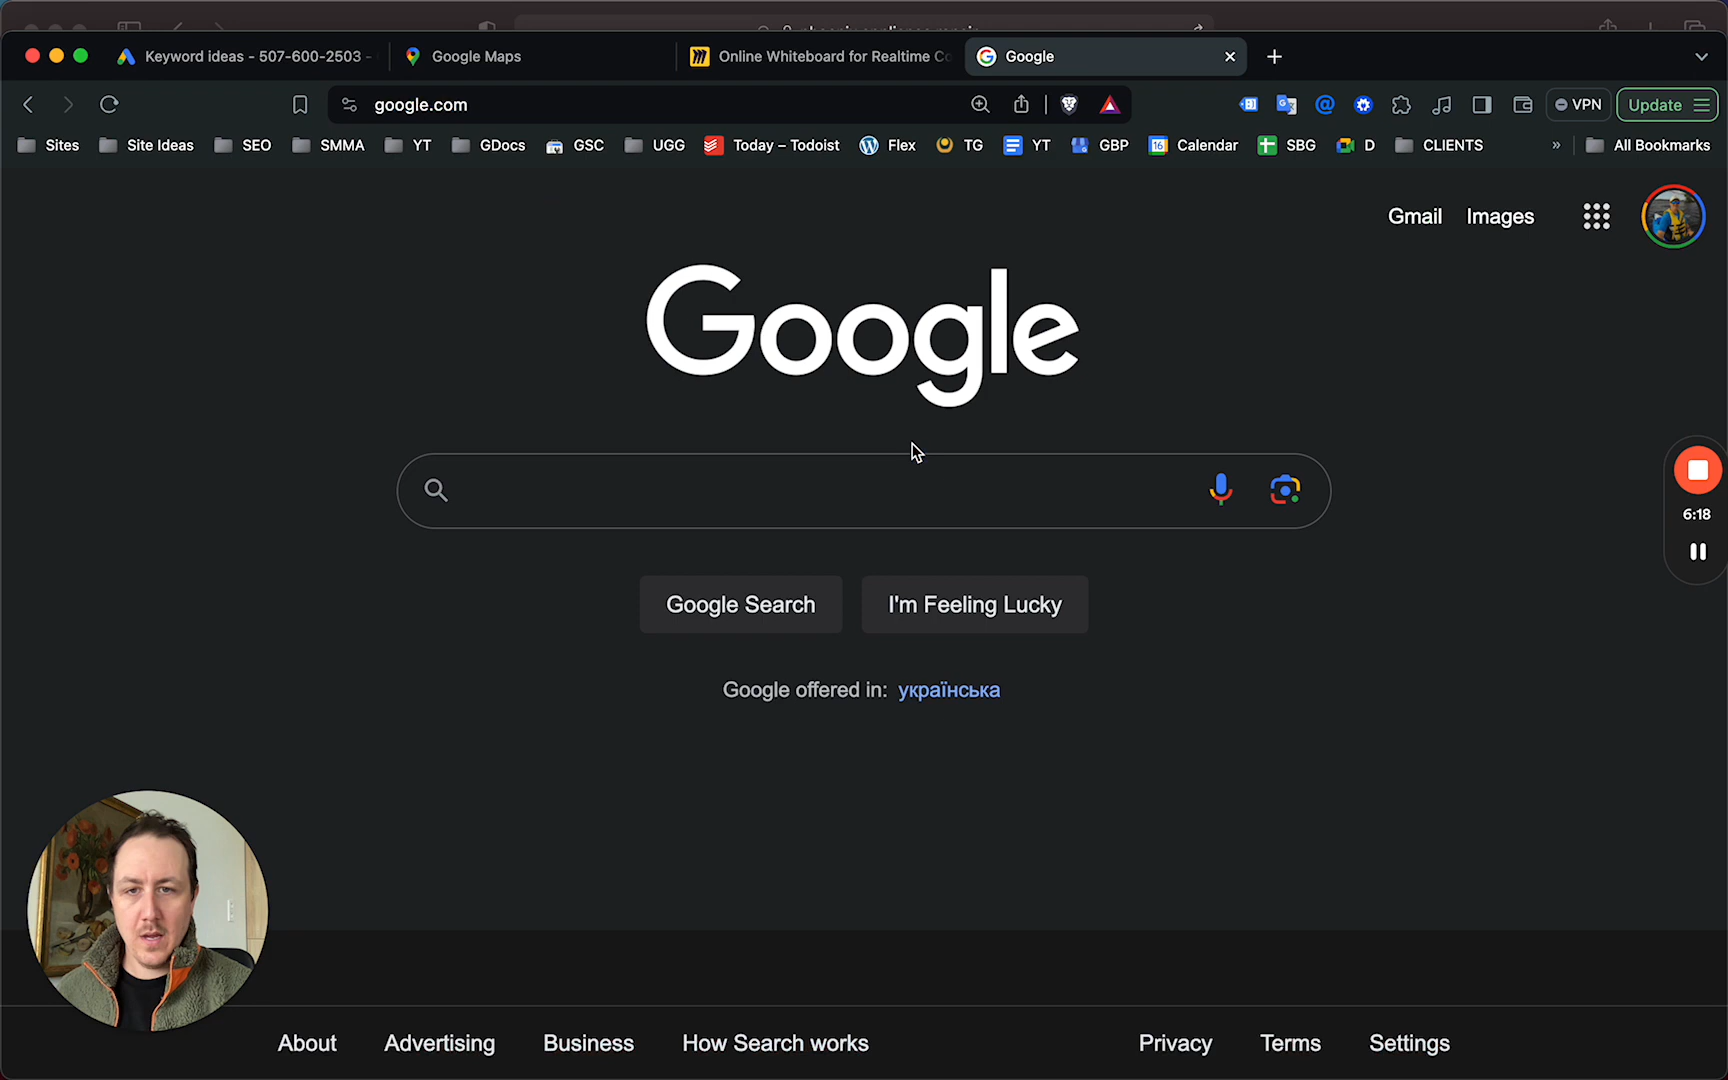 Keyword ideas - 507-600-2503 -
Google Maps
Online Whiteboard for Realtime Co
Google
google.com
VPN
Update
Sites
Site Ideas
SEO
SMMA
YT
GDocs
GSC
UGG
Today – Todoist
Flex
TG
YT
GBP
16
Calendar
SBG
D
CLIENTS
»
All Bookmarks
Gmail
Images
Google
6:18
Google Search
I'm Feeling Lucky
Google offered in: українська
About
Advertising
Business
How Search works
Privacy
Terms
Settings